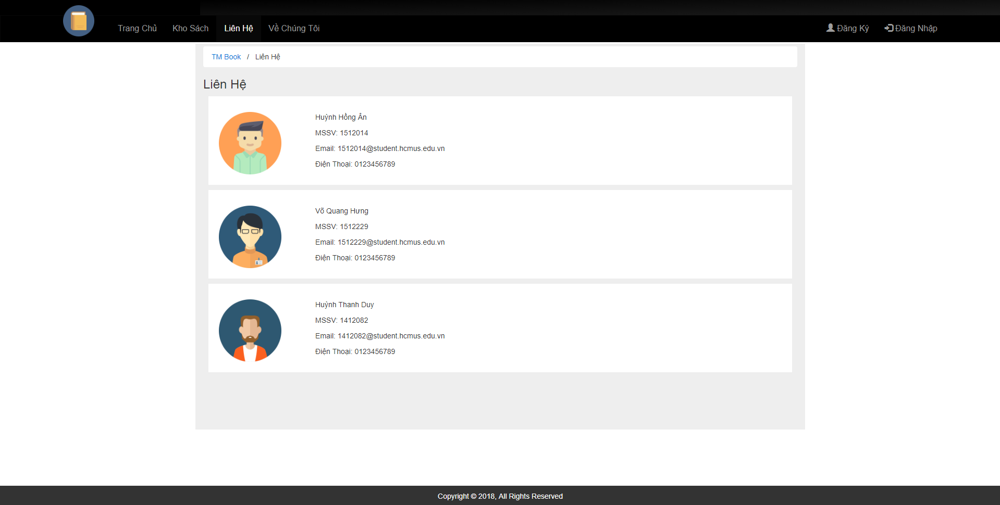 Trang Chủ Kho Sách Liên Hệ Về Chúng Tôi Đăng Ký Đăng Nhập
TM Book / Liên Hệ
Liên Hệ
Huỳnh Hồng Ân
MSSV: 1512014
Email: 1512014@student.hcmus.edu.vn
Điện Thoại: 0123456789
Võ Quang Hưng
MSSV: 1512229
Email: 1512229@student.hcmus.edu.vn
Điện Thoại: 0123456789
Huỳnh Thanh Duy
MSSV: 1412082
Email: 1412082@student.hcmus.edu.vn
Điện Thoại: 0123456789
Copyright © 2018, All Rights Reserved